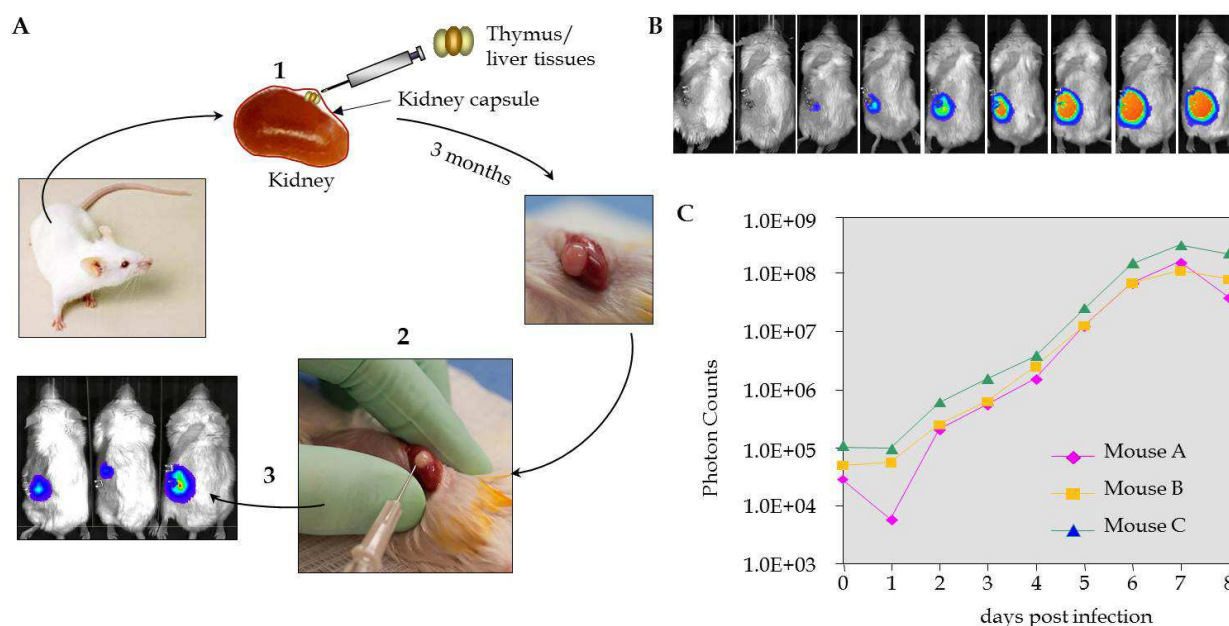 A
1
Thymus/
liver tissues
Kidney capsule
Kidney
3 months
2
3
B
C
Photon Counts
1.0E+09
1.0E+08
1.0E+07
1.0E+06
1.0E+05
1.0E+04
1.0E+03
Mouse A
Mouse B
Mouse C
0 1 2 3 4 5 6 7 8
days post infection